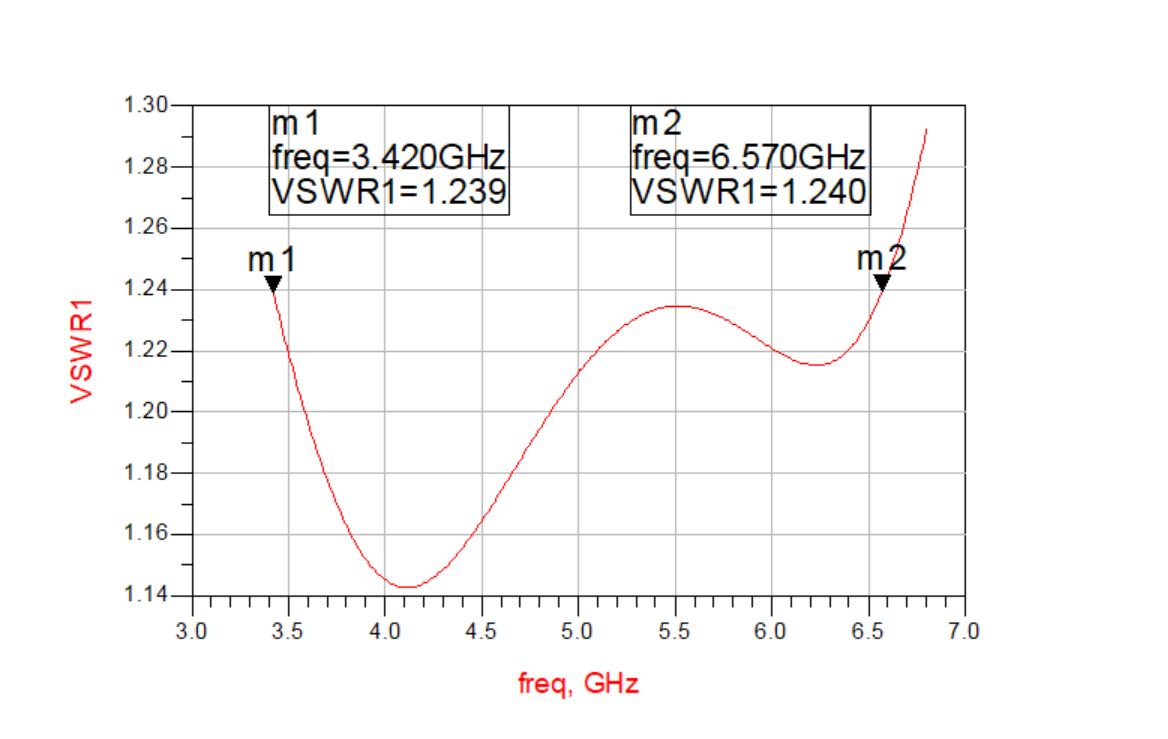 1.30
1.28
1.26
1.24
1.22
1.20
1.18
1.16
1.14
VSWR1
m1
freq=3.420GHz
VSWR1=1.239
m2
freq=6.570GHz
VSWR1=1.240
m1
m2
3.0 3.5 4.0 4.5 5.0 5.5 6.0 6.5 7.0
freq, GHz